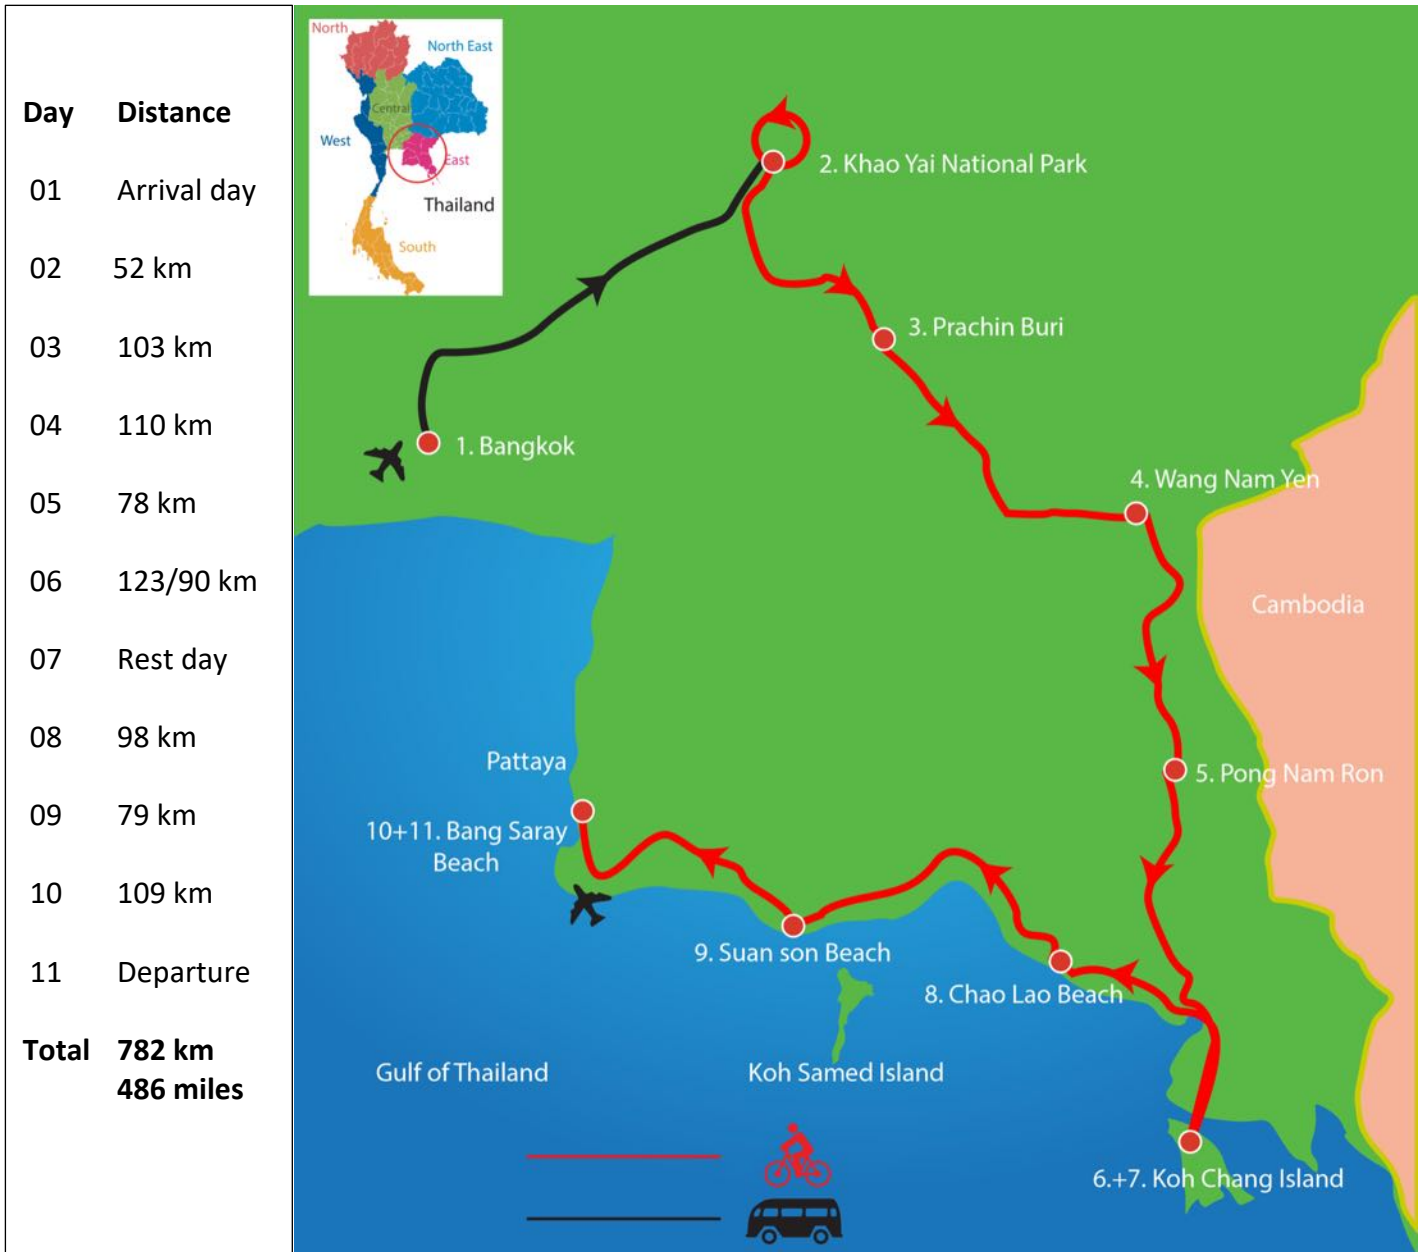 Day Distance
01 Arrival day
02 52 km
03 103 km
04 110 km
05 78 km
06 123/90 km
07 Rest day
08 98 km
09 79 km
10 109 km
11 Departure
Total 782 km
486 miles
North
North East
Central
West
East
Thailand
South
2. Khao Yai National Park
3. Prachin Buri
1. Bangkok
4. Wang Nam Yen
Cambodia
Pattaya
5. Pong Nam Ron
10+11. Bang Saray
Beach
9. Suan son Beach
8. Chao Lao Beach
Gulf of Thailand
Koh Samed Island
6.+7. Koh Chang Island